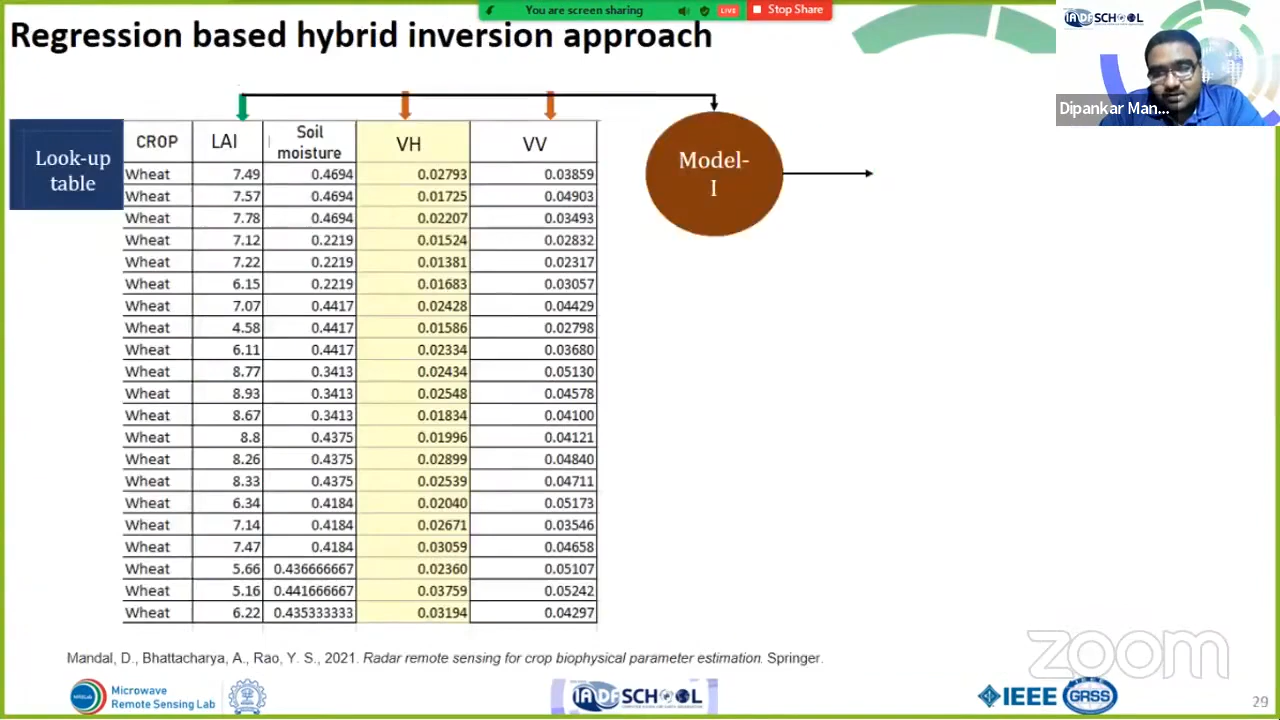 You are screen sharing
LIVE
Stop Share
Regression based hybrid inversion approach
SCHOOL
Dipankar Man...
Look-up
table
CROP LAI Soil moisture VH VV
Wheat 7.49 0.4694 0.02793 0.03859
Wheat 7.57 0.4694 0.01725 0.04903
Wheat 7.78 0.4694 0.02207 0.03493
Wheat 7.12 0.2219 0.01524 0.02832
Wheat 7.22 0.2219 0.01381 0.02317
Wheat 6.15 0.2219 0.01683 0.03057
Wheat 7.07 0.4417 0.02428 0.04429
Wheat 4.58 0.4417 0.01586 0.02798
Wheat 6.11 0.4417 0.02334 0.03680
Wheat 8.77 0.3413 0.02434 0.05130
Wheat 8.93 0.3413 0.02548 0.04578
Wheat 8.67 0.3413 0.01834 0.04100
Wheat 8.8 0.4375 0.01996 0.04121
Wheat 8.26 0.4375 0.02899 0.04840
Wheat 8.33 0.4375 0.02539 0.04711
Wheat 6.34 0.4184 0.02040 0.05173
Wheat 7.14 0.4184 0.02671 0.03546
Wheat 7.47 0.4184 0.03059 0.04658
Wheat 5.66 0.436666667 0.02360 0.05107
Wheat 5.16 0.441666667 0.03759 0.05242
Wheat 6.22 0.435333333 0.03194 0.04297
Model-
I
Mandal, D., Bhattacharya, A., Rao, Y. S., 2021. Radar remote sensing for crop biophysical parameter estimation. Springer.
zoom
Microwave
Remote Sensing Lab
IADF SCHOOL
IEEE GRSS
29